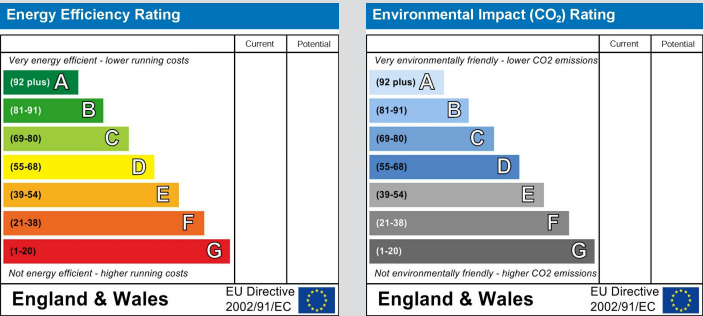 Energy Efficiency Rating
Current Potential
Very energy efficient - lower running costs
(92 plus) A
(81-91) B
(69-80) C
(55-68) D
(39-54) E
(21-38) F
(1-20) G
Not energy efficient - higher running costs
England & Wales
EU Directive
2002/91/EC
Environmental Impact (CO₂) Rating
Current Potential
Very environmentally friendly - lower CO2 emissions
(92 plus) A
(81-91) B
(69-80) C
(55-68) D
(39-54) E
(21-38) F
(1-20) G
Not environmentally friendly - higher CO2 emissions
England & Wales
EU Directive
2002/91/EC